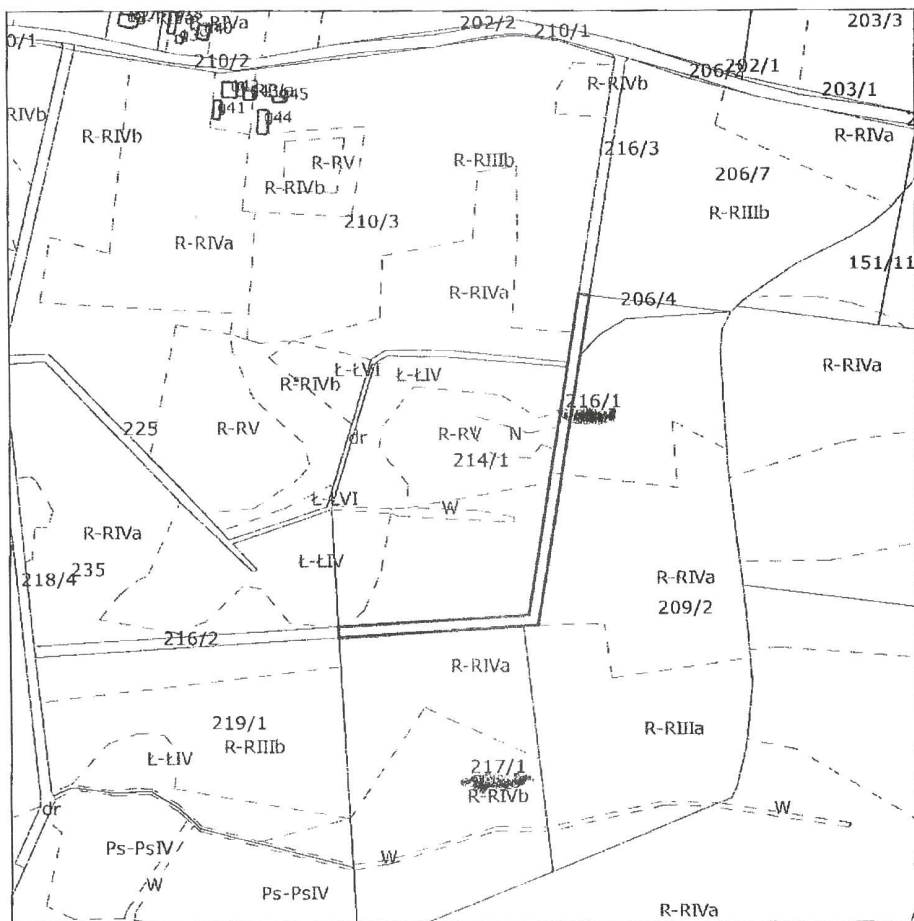 202/2
203/3
0/1
210/2
210/1
206/2
202/1
203/1
R-RIVb
g45
g41
g44
RIVb
R-RIVb
R-RIVa
R-RV
R-RIIIb
216/3
206/7
R-RIVb
R-RIIIb
210/3
R-RIVa
151/11
R-RIVa
206/4
Ł-ŁVI
Ł-ŁIV
R-RIVa
R-RIVb
216/1
225
R-RV
dr
R-RV
N
214/1
Ł-ŁVI
W
R-RIVa
Ł-ŁIV
235
218/4
R-RIVa
209/2
216/2
R-RIVa
219/1
R-RIIIb
R-RIIIa
Ł-ŁIV
217/1
R-RIVb
dr
W
Ps-PsIV
W
W
Ps-PsIV
R-RIVa